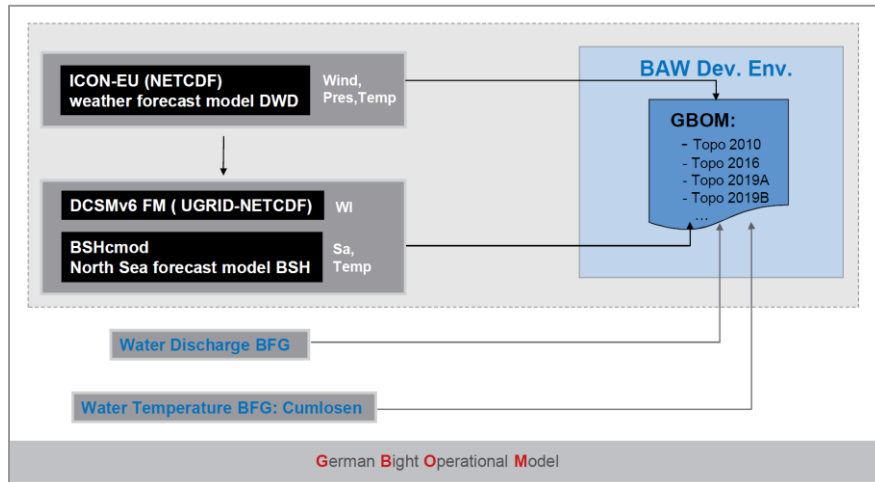 ICON-EU (NETCDF)
weather forecast model DWD
Wind,
Pres,Temp
DCSMv6 FM ( UGRID-NETCDF)
Wl
BSHcmod
North Sea forecast model BSH
Sa,
Temp
BAW Dev. Env.
GBOM:
- Topo 2010
- Topo 2016
- Topo 2019A
- Topo 2019B
...
Water Discharge BFG
Water Temperature BFG: Cumlosen
German Bight Operational Model